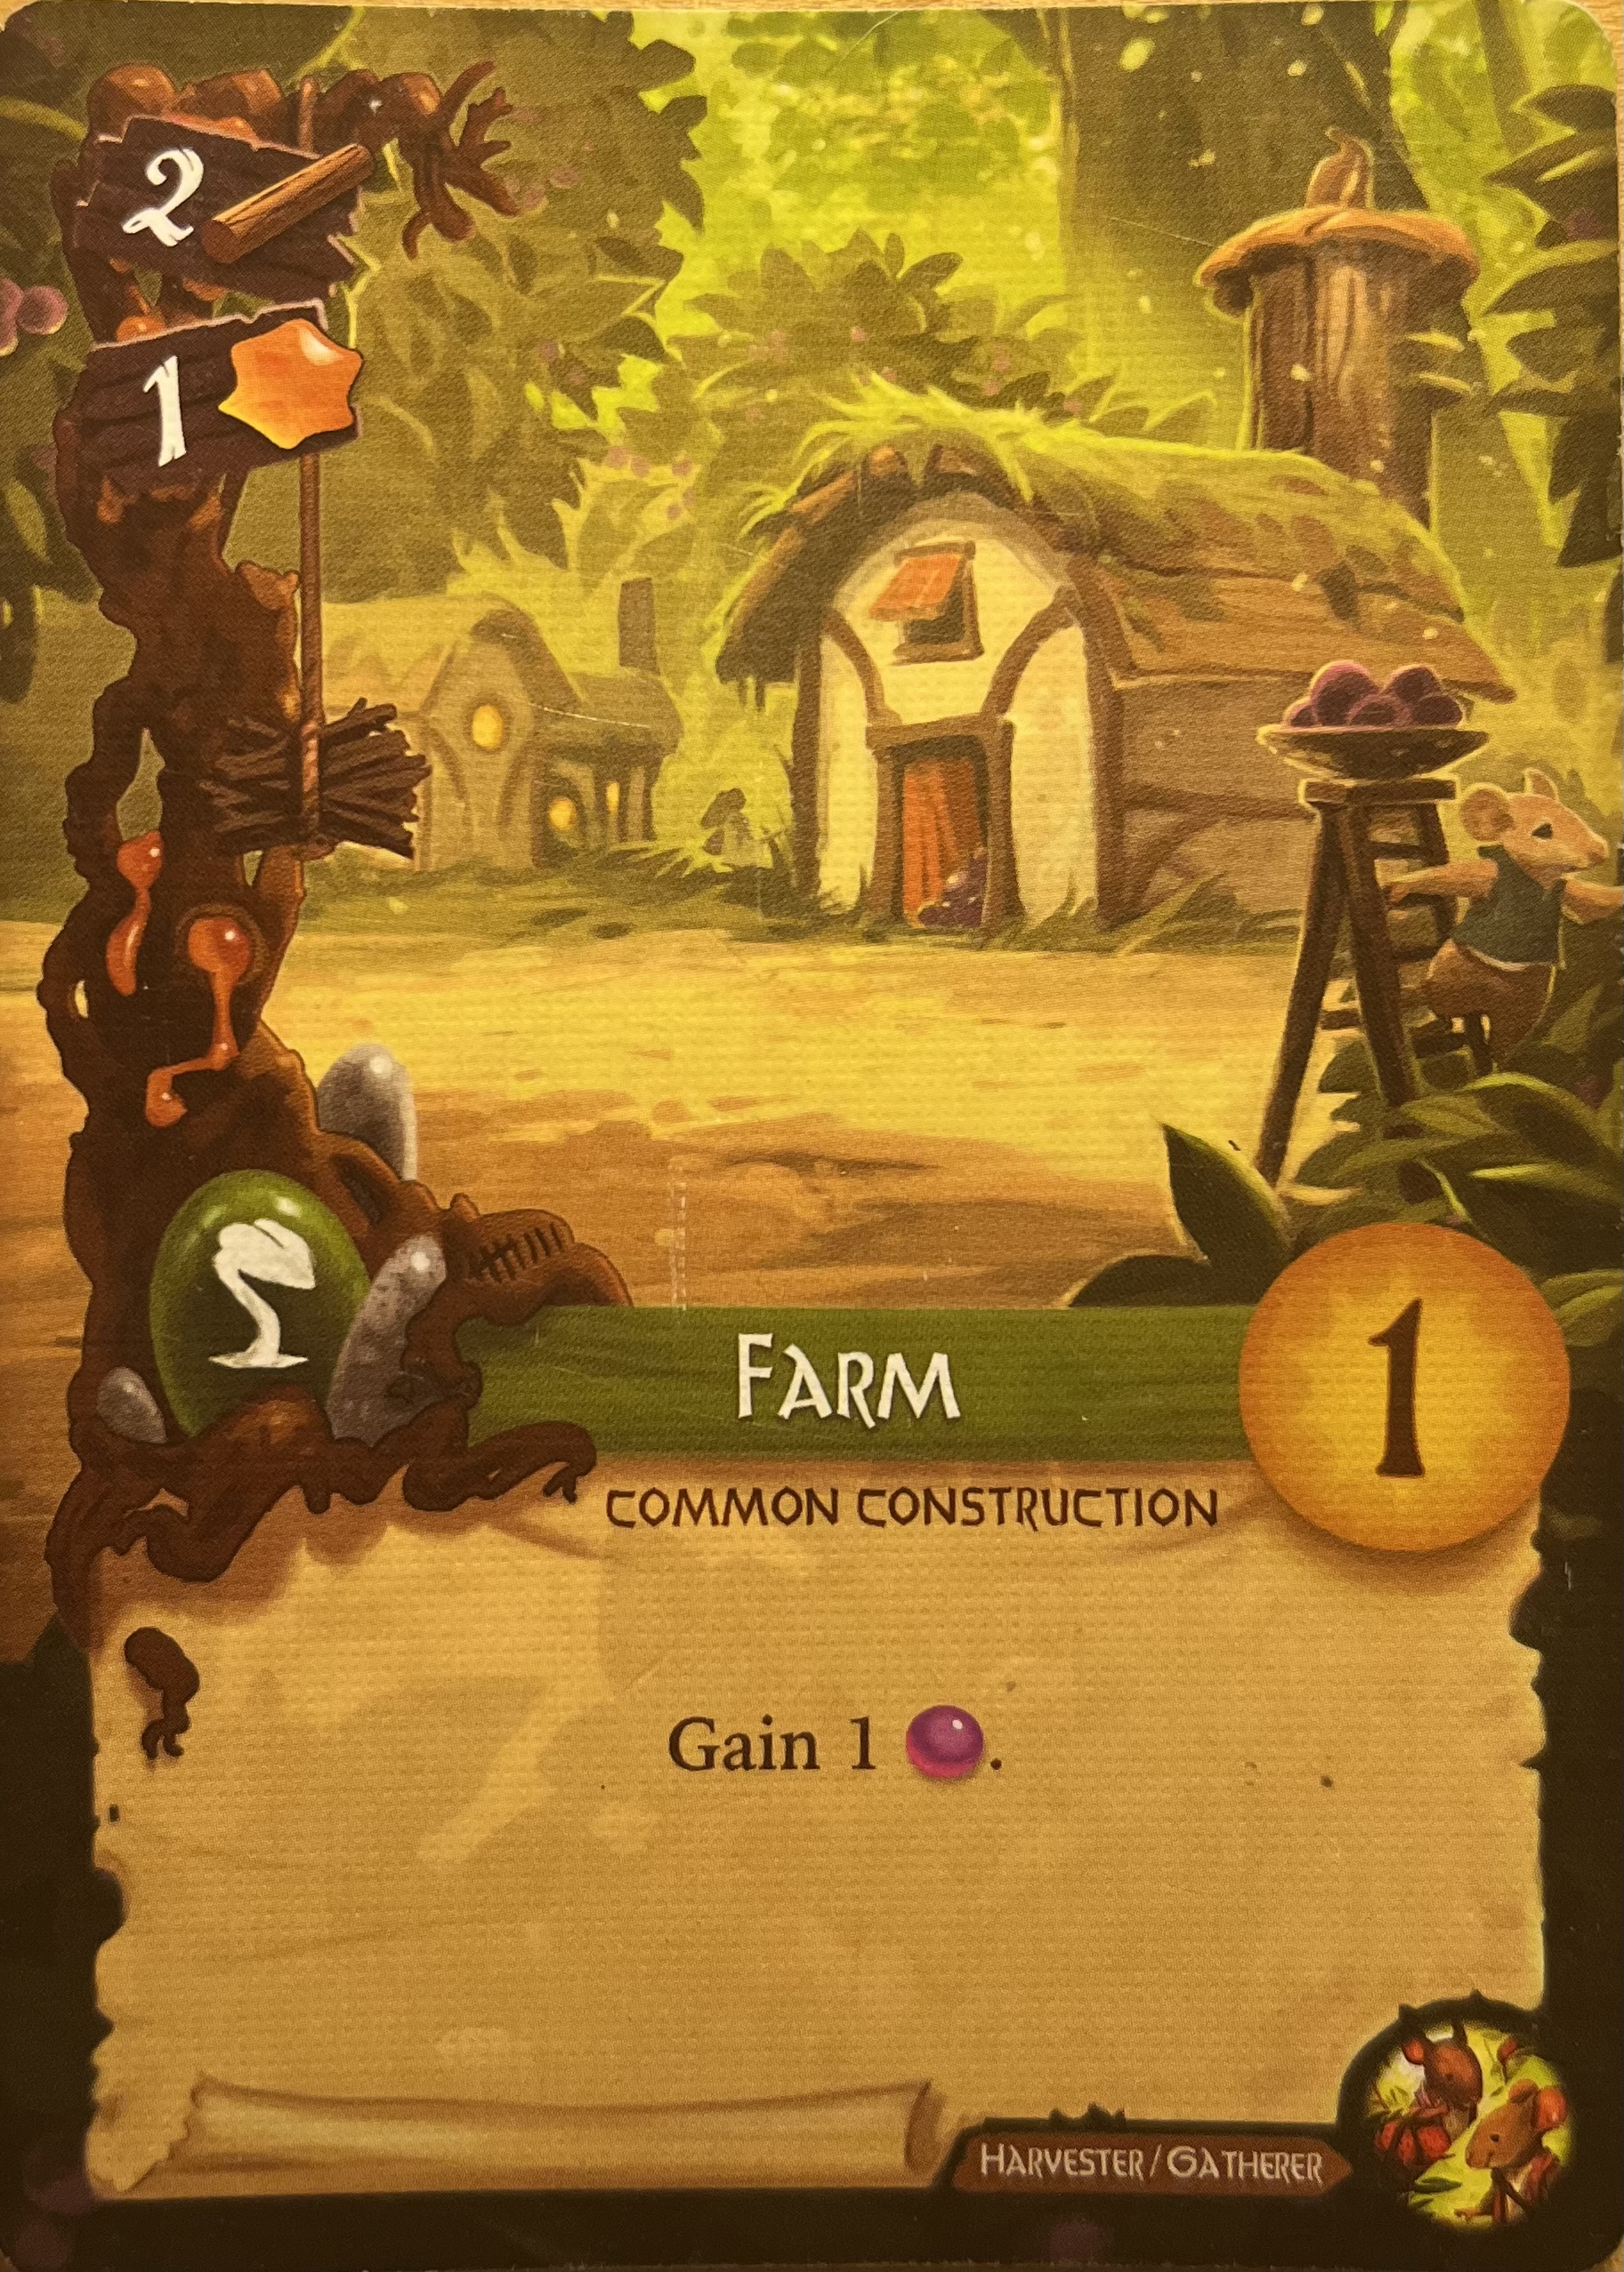 2
1
FARM
1
COMMON CONSTRUCTION
Gain 1 .
HARVESTER/GATHERER